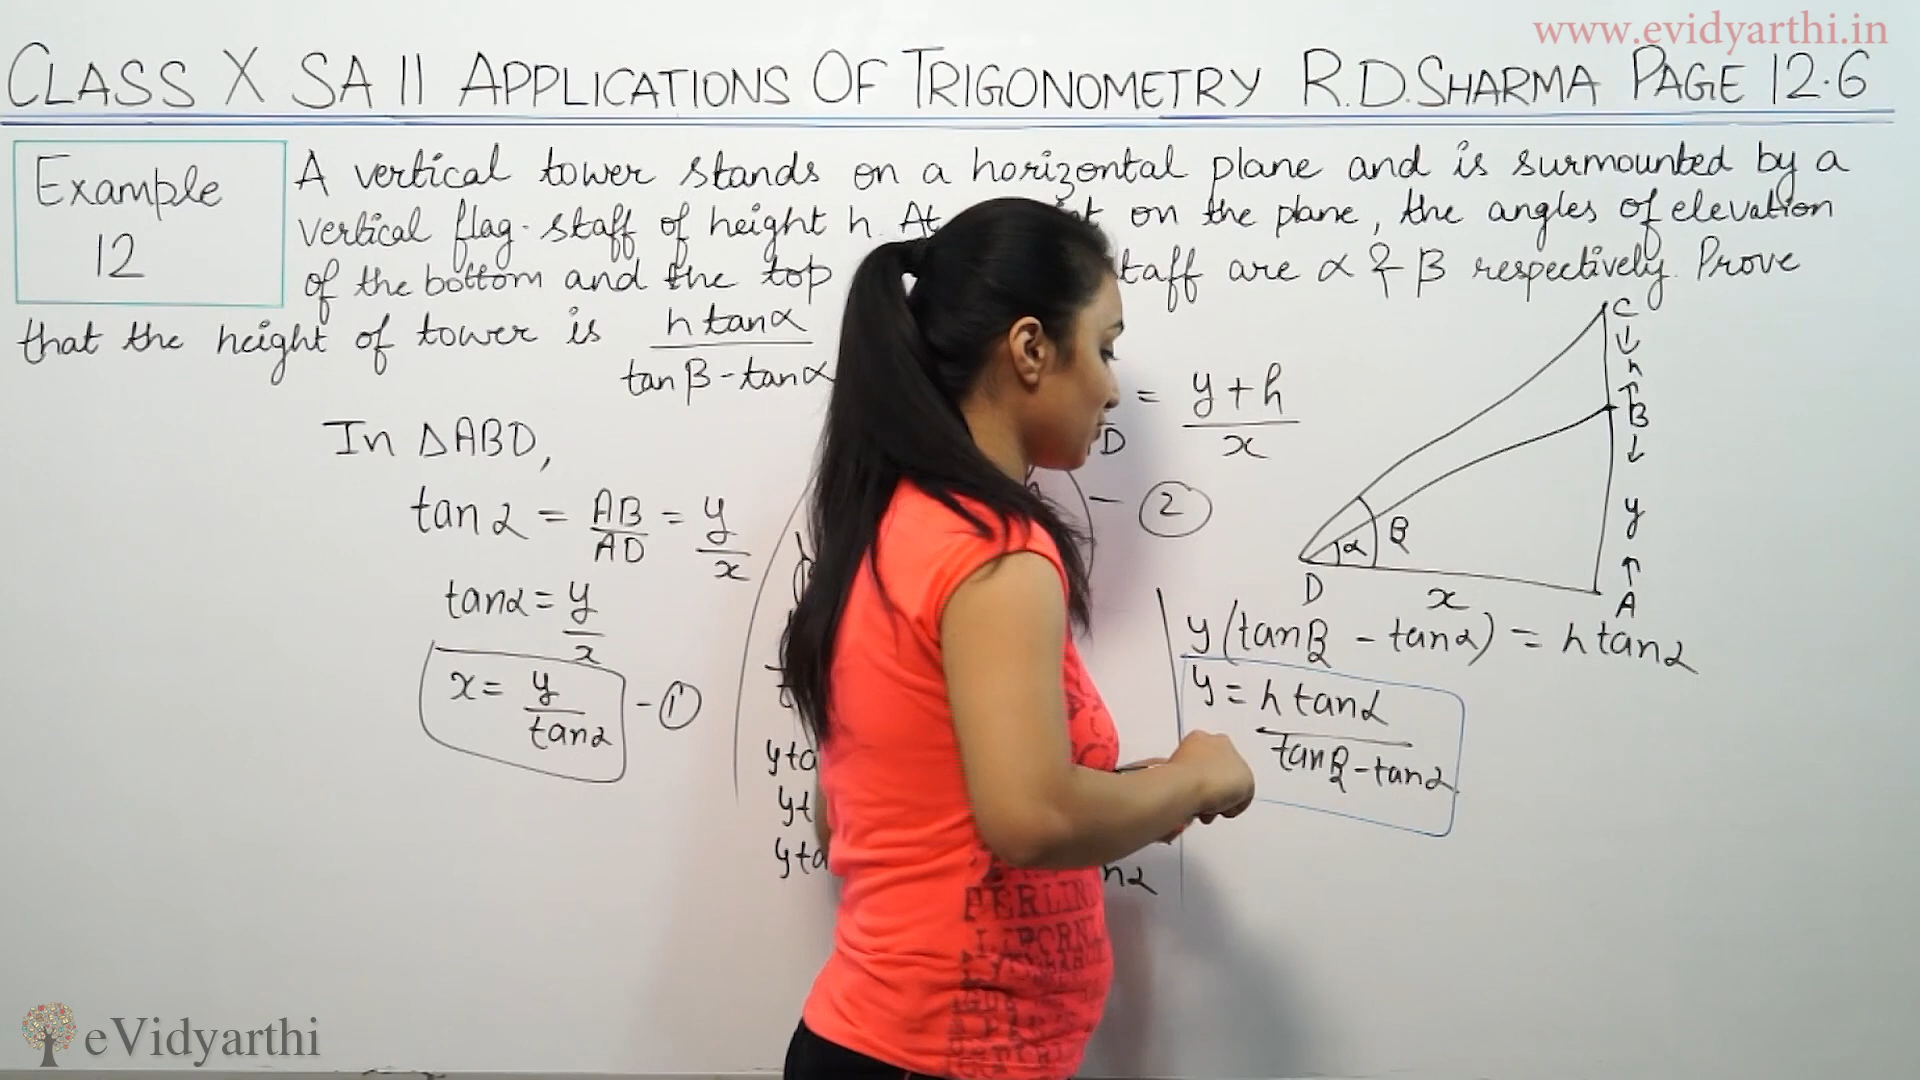 www.evidyarthi.in
CLASS X SA II APPLICATIONS OF TRIGONOMETRY R.D.SHARMA PAGE 12.6
Example
12
A vertical tower stands on a horizontal plane and is surmounted by a
vertical flag-staff of height h. At on the plane, the angles of elevation
of the bottom and the top are α & β respectively. Prove
that the height of tower is h tanα / tanβ - tanα
In ΔABD,
tan α = AB/AD = y/x
tanα = y/x
x = y/tanα - ①
= y+h / x
- ②
y(tanβ - tanα) = h tanα
y = h tanα / tanβ - tanα
C
h
B
y
A
x
D
α
β
eVidyarthi